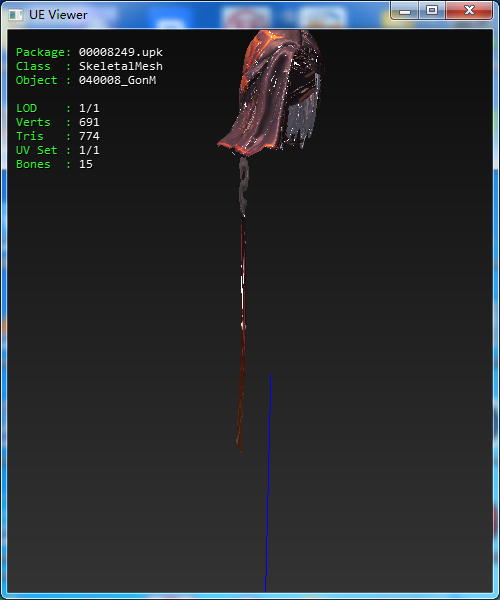 UE Viewer
Package: 00008249.upk
Class : SkeletalMesh
Object : 040008_GonM
LOD : 1/1
Verts : 691
Tris : 774
UV Set : 1/1
Bones : 15